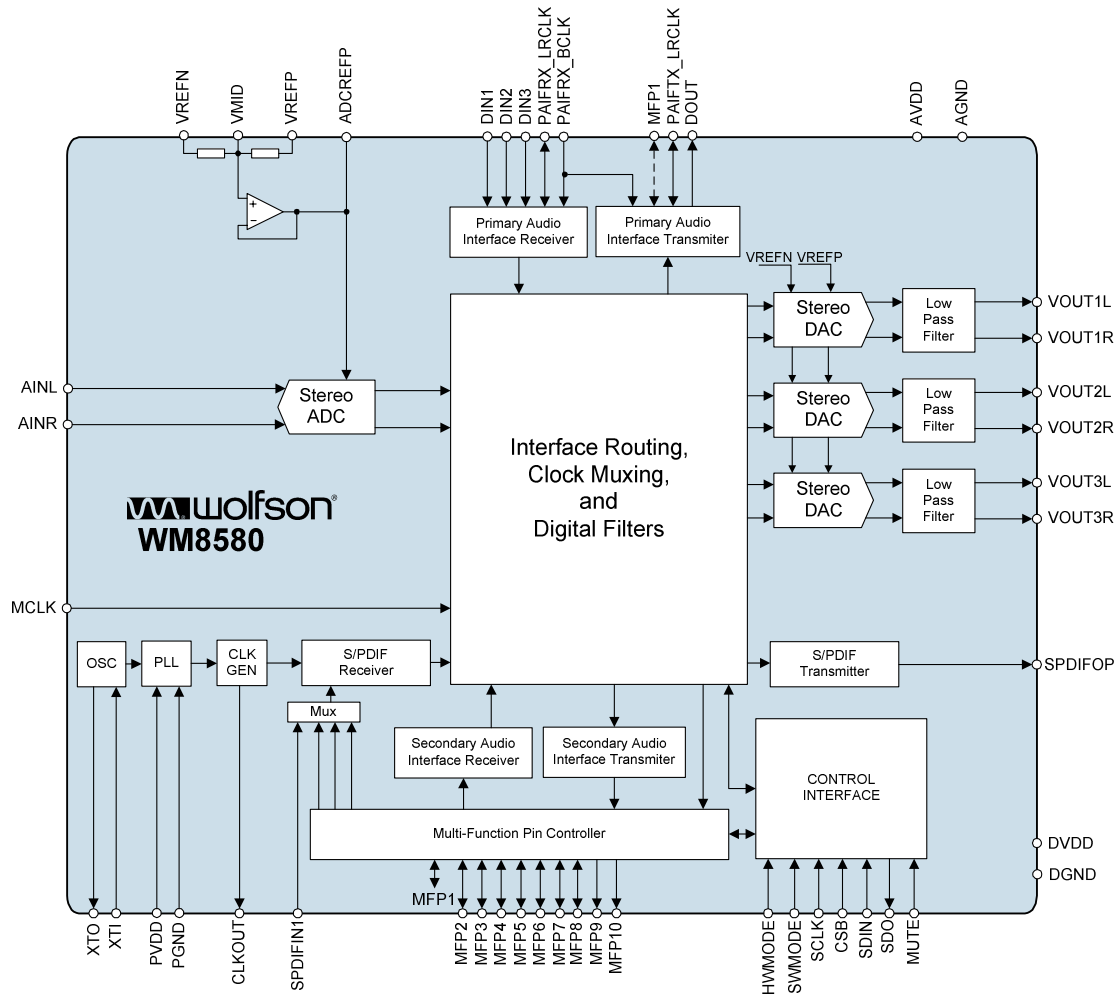 VREFN
VMID
VREFP
ADCREFP
DIN1
DIN2
DIN3
PAIFRX_LRCLK
PAIFRX_BCLK
MFP1
PAIFTX_LRCLK
DOUT
AVDD
AGND
+
−
Primary Audio
Interface Receiver
Primary Audio
Interface Transmiter
VREFN VREFP
Stereo
DAC
Low
Pass
Filter
VOUT1L
VOUT1R
AINL
AINR
Stereo
ADC
Stereo
DAC
Low
Pass
Filter
VOUT2L
VOUT2R
Interface Routing,
Clock Muxing,
and
Digital Filters
Stereo
DAC
Low
Pass
Filter
VOUT3L
VOUT3R
wolfson®
WM8580
MCLK
OSC
PLL
CLK
GEN
S/PDIF
Receiver
S/PDIF
Transmitter
SPDIFOP
Mux
Secondary Audio
Interface Receiver
Secondary Audio
Interface Transmiter
CONTROL
INTERFACE
Multi-Function Pin Controller
DVDD
DGND
MFP1
XTO
XTI
PVDD
PGND
CLKOUT
SPDIFIN1
MFP2
MFP3
MFP4
MFP5
MFP6
MFP7
MFP8
MFP9
MFP10
HWMODE
SWMODE
SCLK
CSB
SDIN
SDO
MUTE